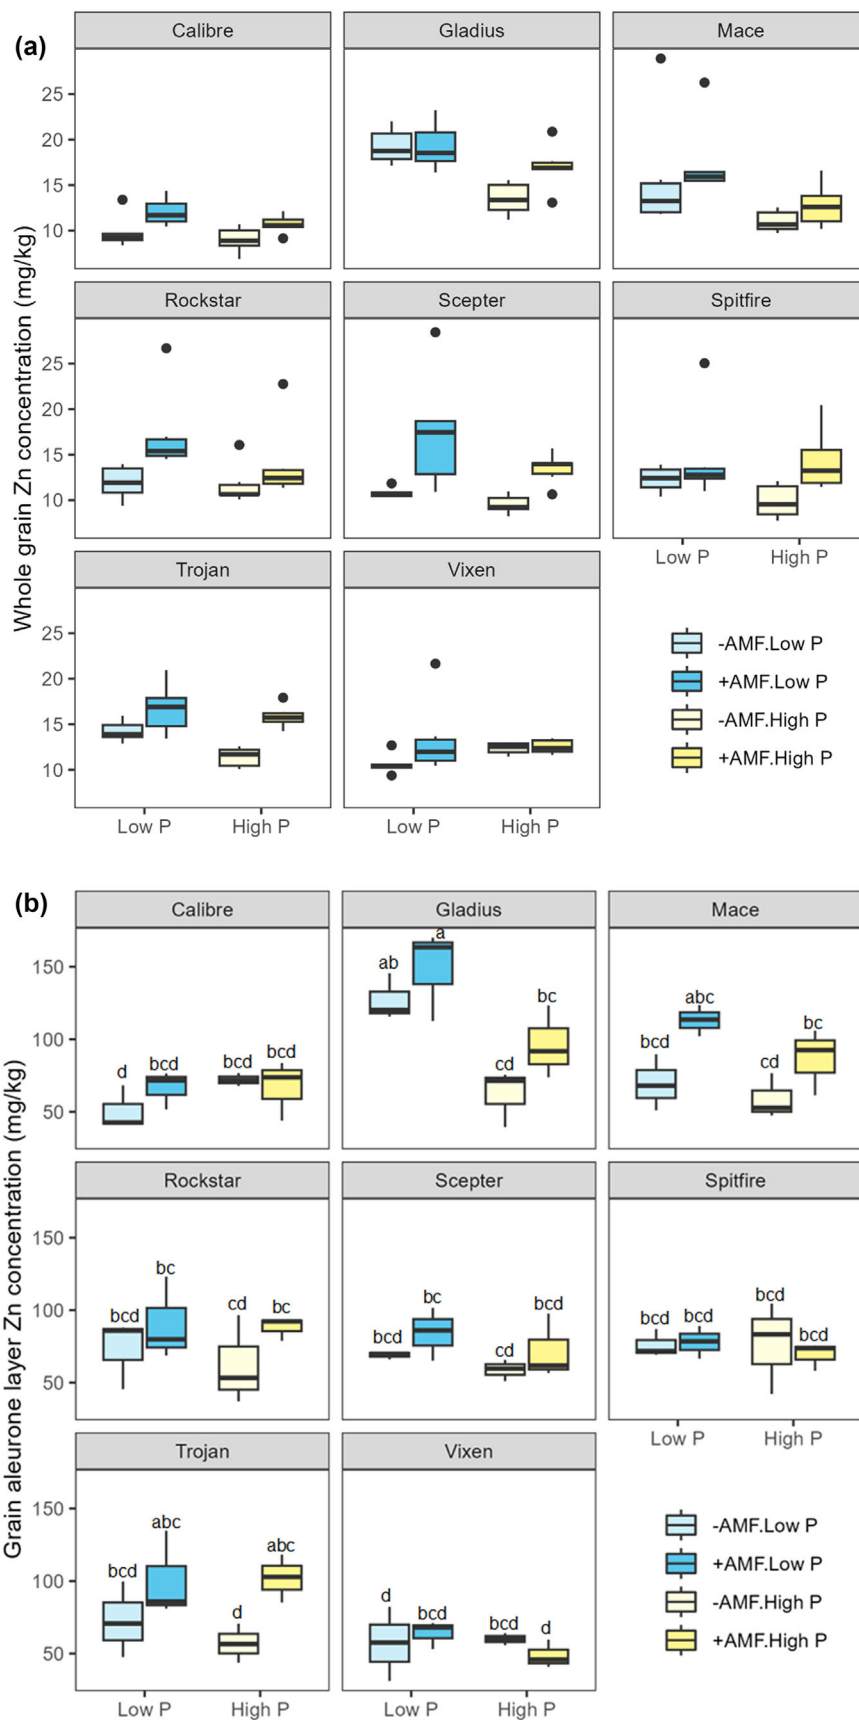 (a)
Calibre Gladius Mace
25
20
15
10
Rockstar Scepter Spitfire
25
20
15
10
Low P High P
Trojan Vixen
25
20
15
10
Low P High P Low P High P
Whole grain Zn concentration (mg/kg)
-AMF.Low P
+AMF.Low P
-AMF.High P
+AMF.High P
(b)
Calibre Gladius Mace
150
100
50
d bcd bcd bcd
ab a cd bc
bcd abc cd bc
Rockstar Scepter Spitfire
150
100
50
bcd bc cd bc
bcd bc cd bcd
bcd bcd bcd bcd
Low P High P
Trojan Vixen
150
100
50
bcd abc d abc
d bcd bcd d
Low P High P Low P High P
Grain aleurone layer Zn concentration (mg/kg)
-AMF.Low P
+AMF.Low P
-AMF.High P
+AMF.High P